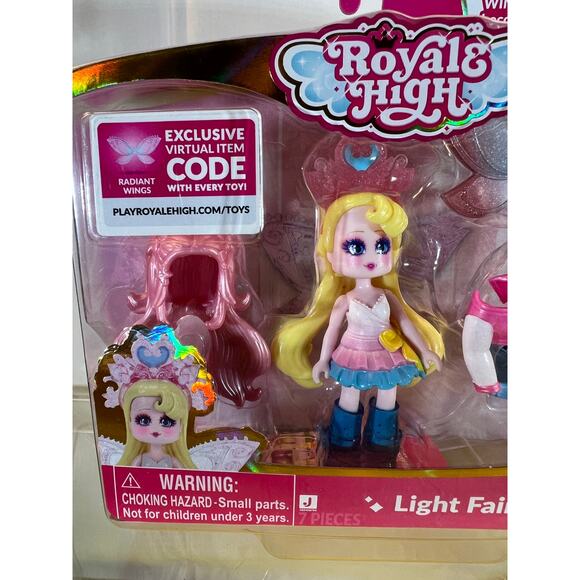 Royale
High
EXCLUSIVE
VIRTUAL ITEM
CODE
WITH EVERY TOY!
RADIANT
WINGS
PLAYROYALEHIGH.COM/TOYS
WARNING:
CHOKING HAZARD-Small parts.
Not for children under 3 years.
J
7 PIECES
Light Fai